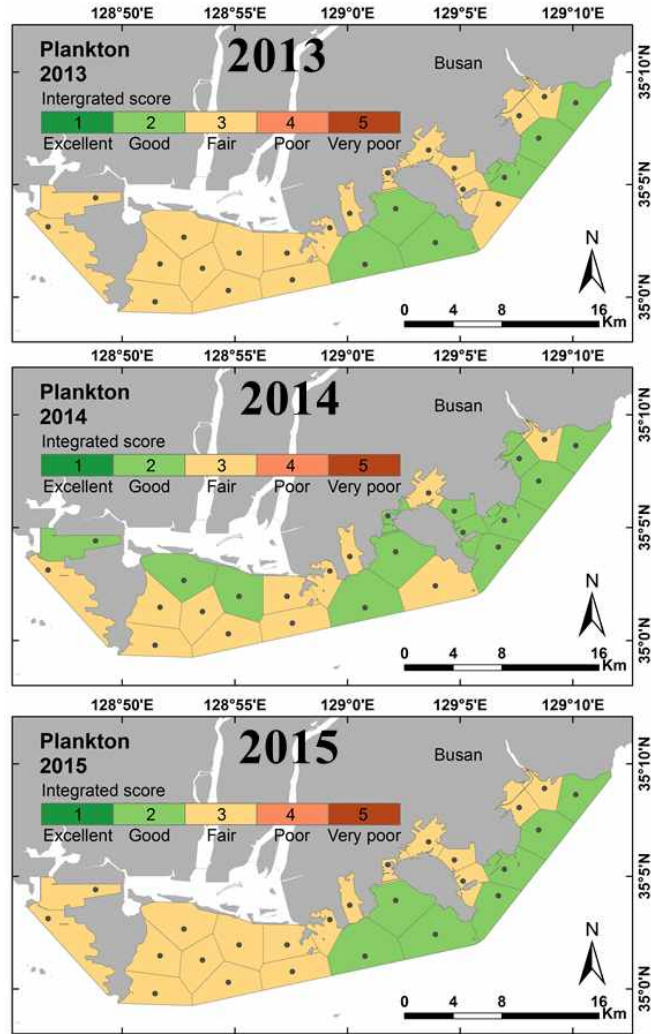 128°50'E 128°55'E 129°0'E 129°5'E 129°10'E
Plankton
2013
2013
Busan
Intergrated score
1 2 3 4 5
Excellent Good Fair Poor Very poor
35°10'N
35°5'N
35°0'N
N
0 4 8 16
Km
128°50'E 128°55'E 129°0'E 129°5'E 129°10'E
Plankton
2014
2014
Busan
Integrated score
1 2 3 4 5
Excellent Good Fair Poor Very poor
35°10'N
35°5'N
35°0'N
N
0 4 8 16
Km
128°50'E 128°55'E 129°0'E 129°5'E 129°10'E
Plankton
2015
2015
Busan
Integrated score
1 2 3 4 5
Excellent Good Fair Poor Very poor
35°10'N
35°5'N
35°0'N
N
0 4 8 16
Km